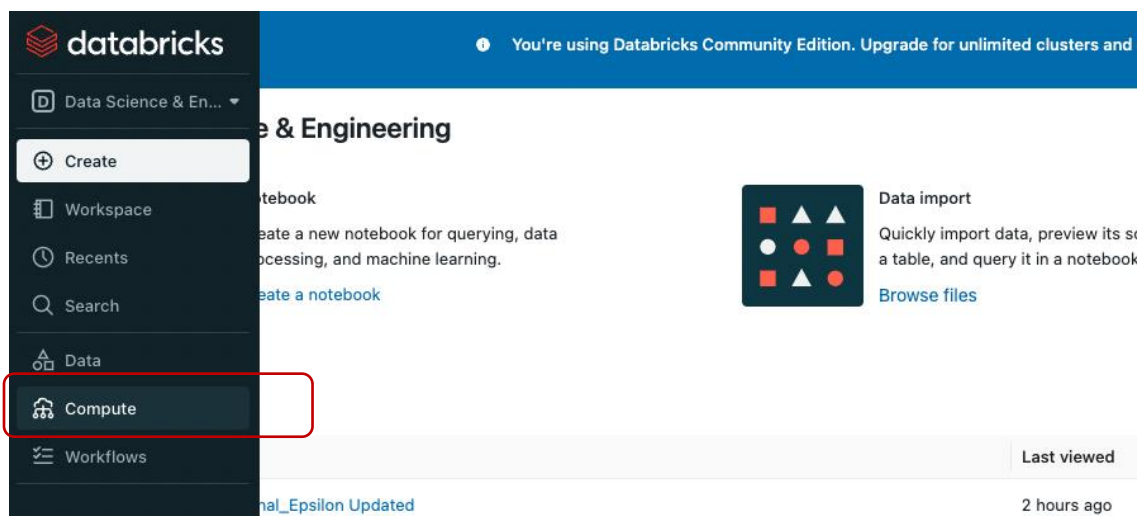 databricks
You're using Databricks Community Edition. Upgrade for unlimited clusters and
D Data Science & En...
& Engineering
Create
Workspace
Recents
Search
Data
Compute
Workflows
tebook
eate a new notebook for querying, data
ocessing, and machine learning.
eate a notebook
Data import
Quickly import data, preview its
a table, and query it in a notebook
Browse files
Last viewed
nal_Epsilon Updated
2 hours ago